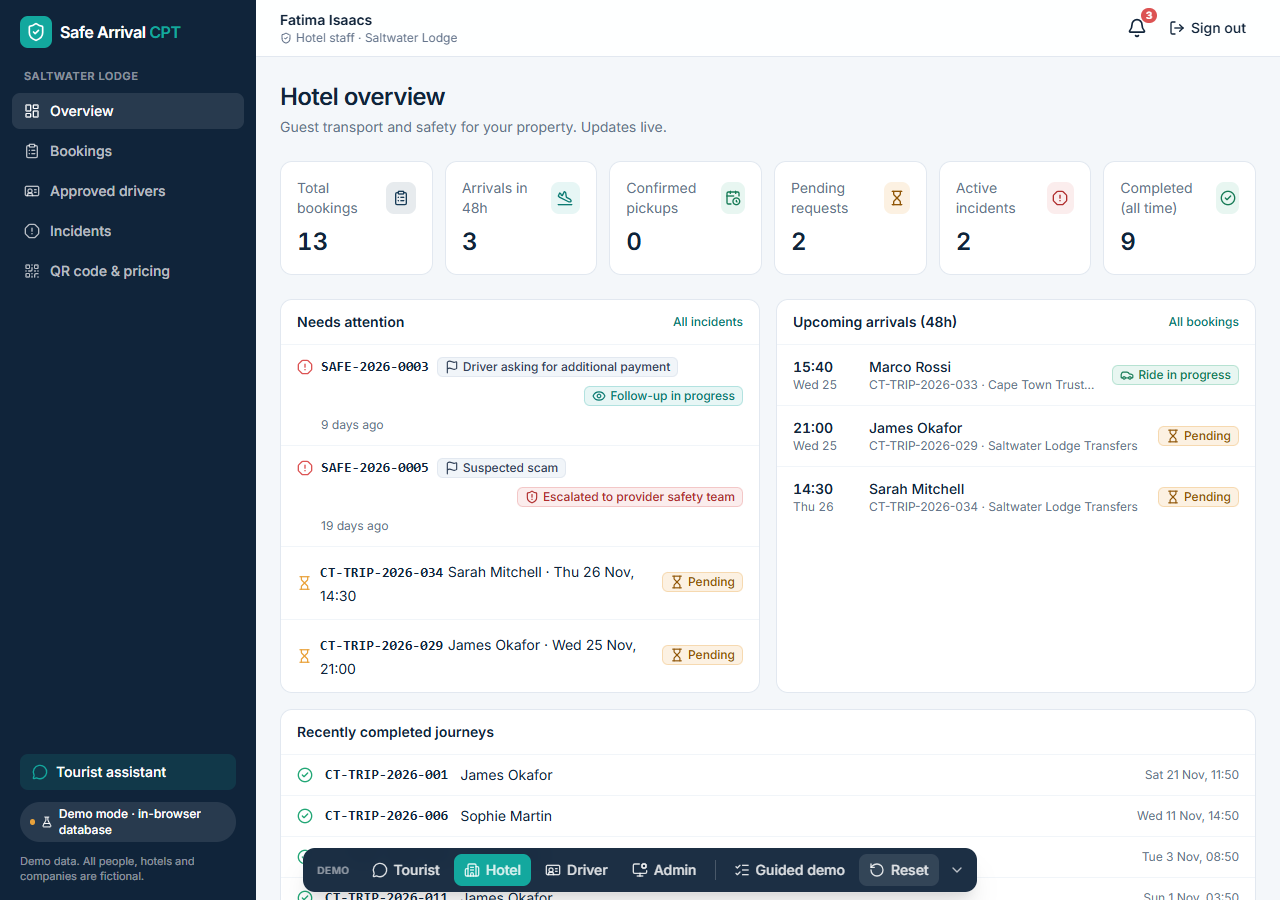 Safe Arrival CPT
SALTWATER LODGE
Overview
Bookings
Approved drivers
Incidents
QR code & pricing
Tourist assistant
Demo mode · in-browser
database
Demo data. All people, hotels and
companies are fictional.
Fatima Isaacs
Hotel staff · Saltwater Lodge
3
Sign out
Hotel overview
Guest transport and safety for your property. Updates live.
Total
bookings
13
Arrivals in
48h
3
Confirmed
pickups
0
Pending
requests
2
Active
incidents
2
Completed
(all time)
9
Needs attention
All incidents
SAFE-2026-0003 Driver asking for additional payment
Follow-up in progress
9 days ago
SAFE-2026-0005 Suspected scam
Escalated to provider safety team
19 days ago
CT-TRIP-2026-034 Sarah Mitchell · Thu 26 Nov,
14:30
Pending
CT-TRIP-2026-029 James Okafor · Wed 25 Nov,
21:00
Pending
Upcoming arrivals (48h)
All bookings
15:40 Marco Rossi
Wed 25 CT-TRIP-2026-033 · Cape Town Trust...
Ride in progress
21:00 James Okafor
Wed 25 CT-TRIP-2026-029 · Saltwater Lodge Transfers
Pending
14:30 Sarah Mitchell
Thu 26 CT-TRIP-2026-034 · Saltwater Lodge Transfers
Pending
Recently completed journeys
CT-TRIP-2026-001 James Okafor Sat 21 Nov, 11:50
CT-TRIP-2026-006 Sophie Martin Wed 11 Nov, 14:50
Tue 3 Nov, 08:50
DEMO Tourist Hotel Driver Admin Guided demo Reset
CT-TRIP-2026-011 James Okafor Sun 1 Nov, 03:50